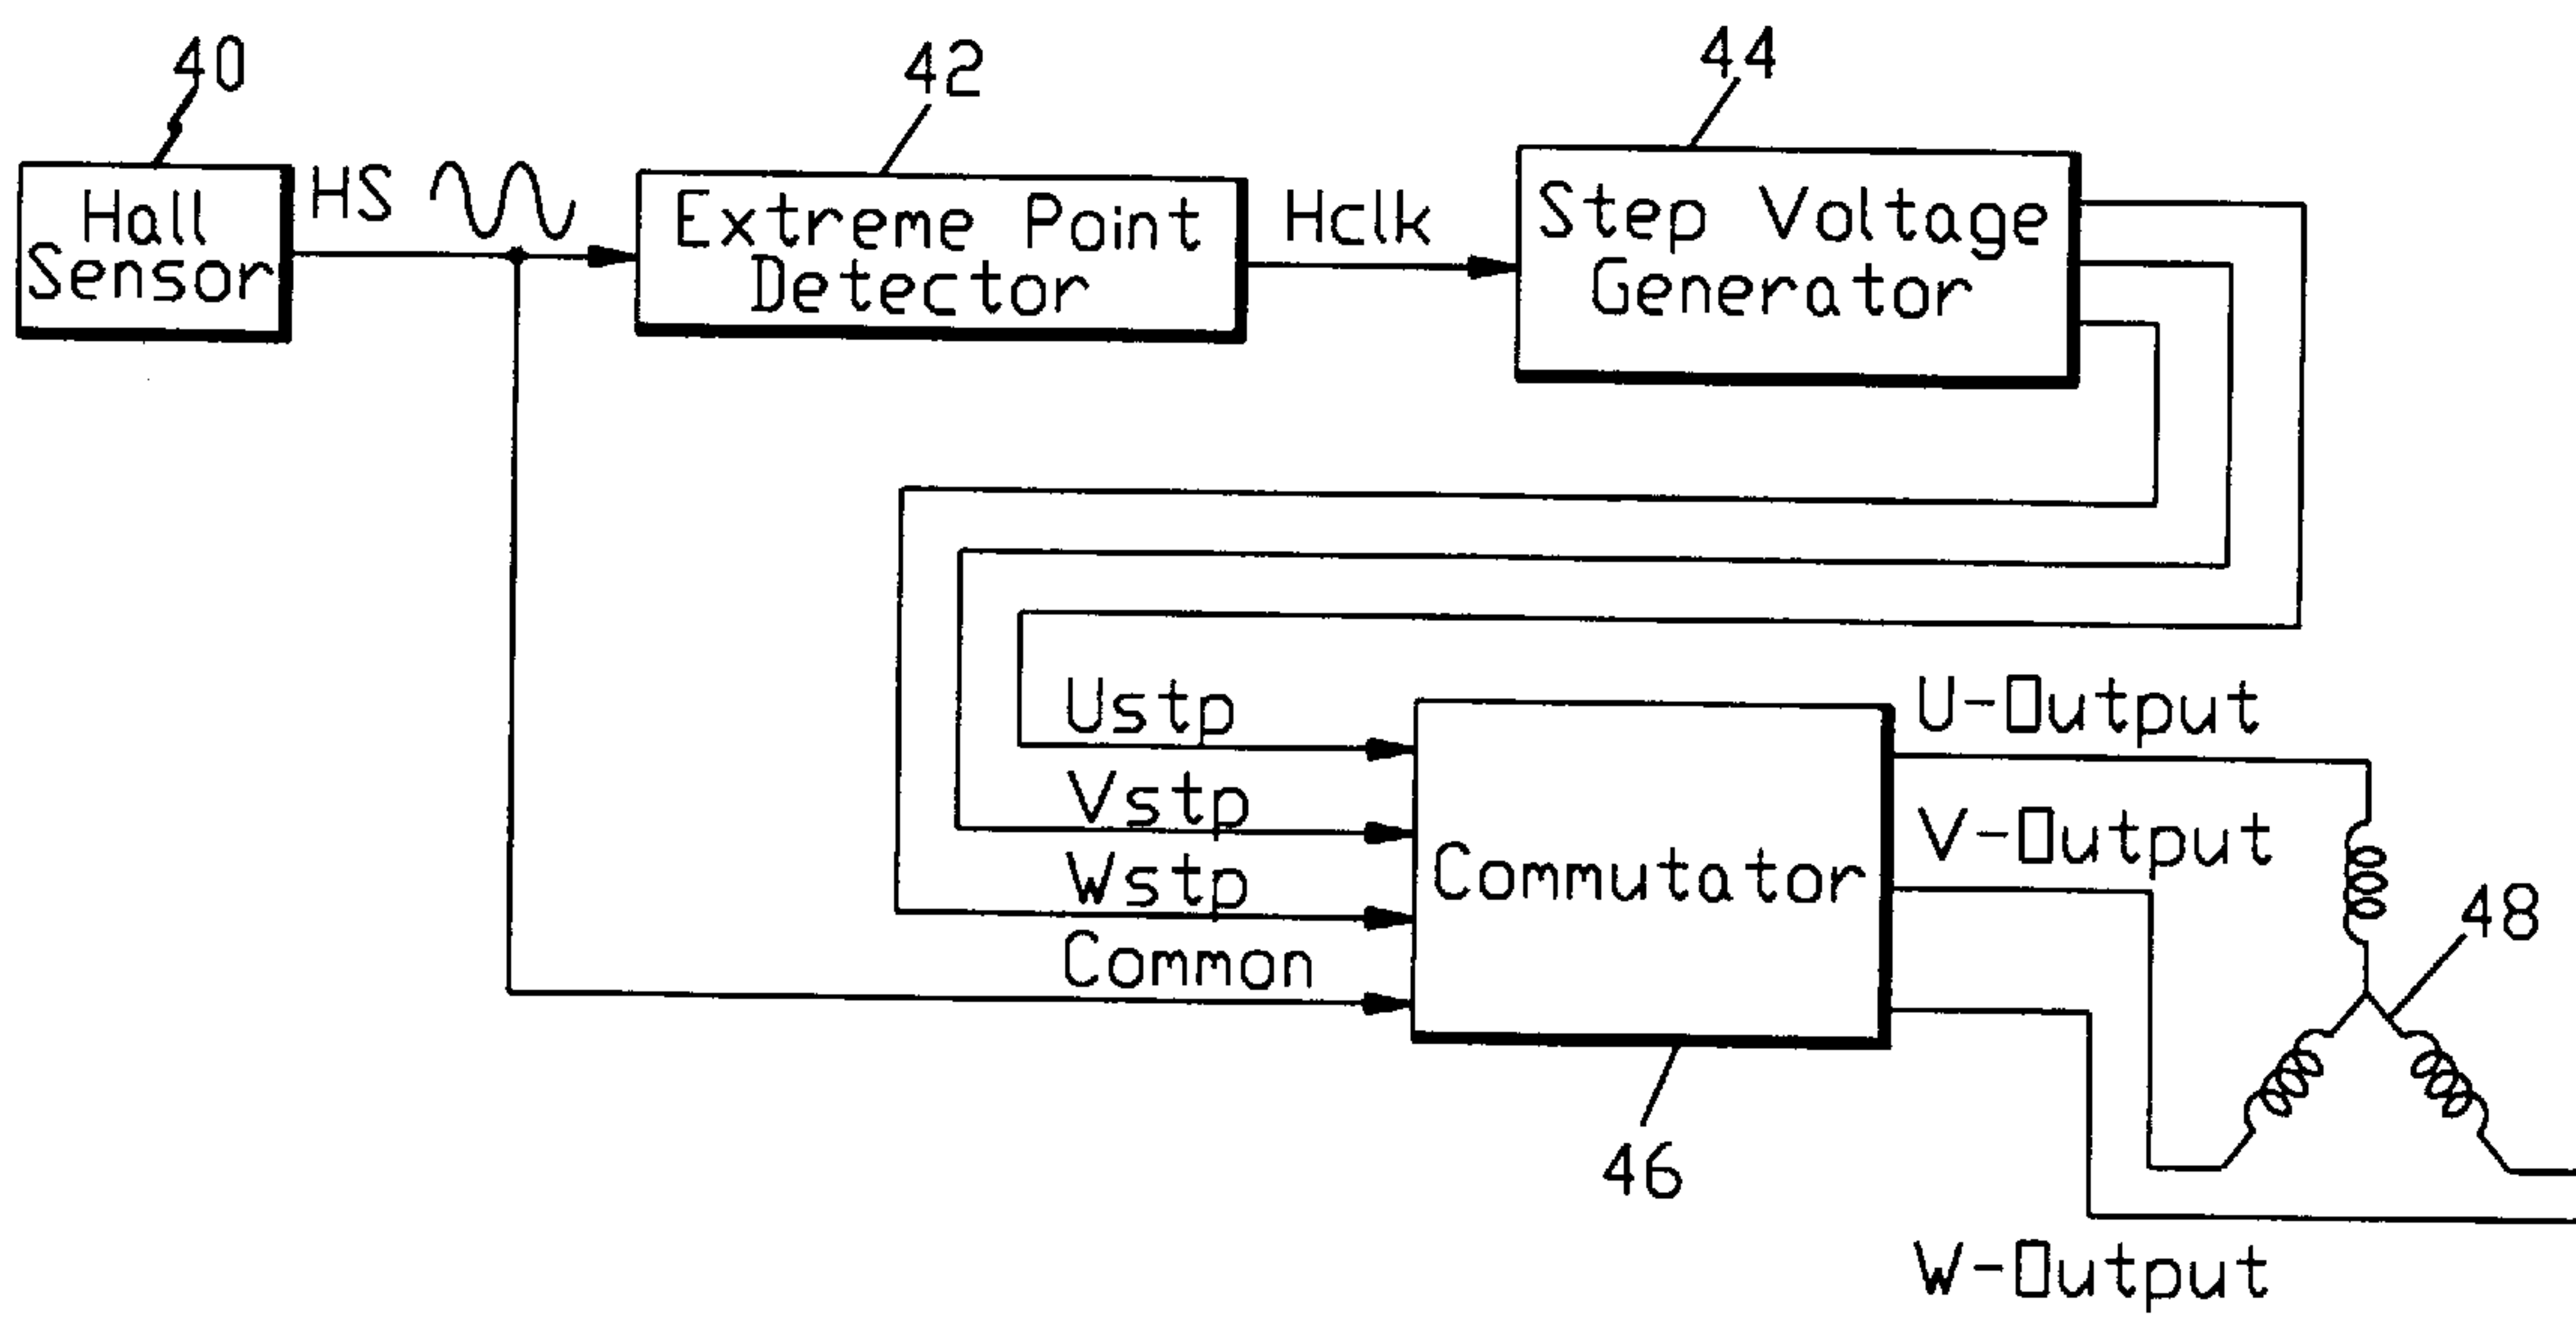 40
42
44
Hall
Sensor
HS
Extreme Point
Detector
Hclk
Step Voltage
Generator
Ustp
Vstp
Wstp
Common
Commutator
U-Output
V-Output
W-Output
48
46